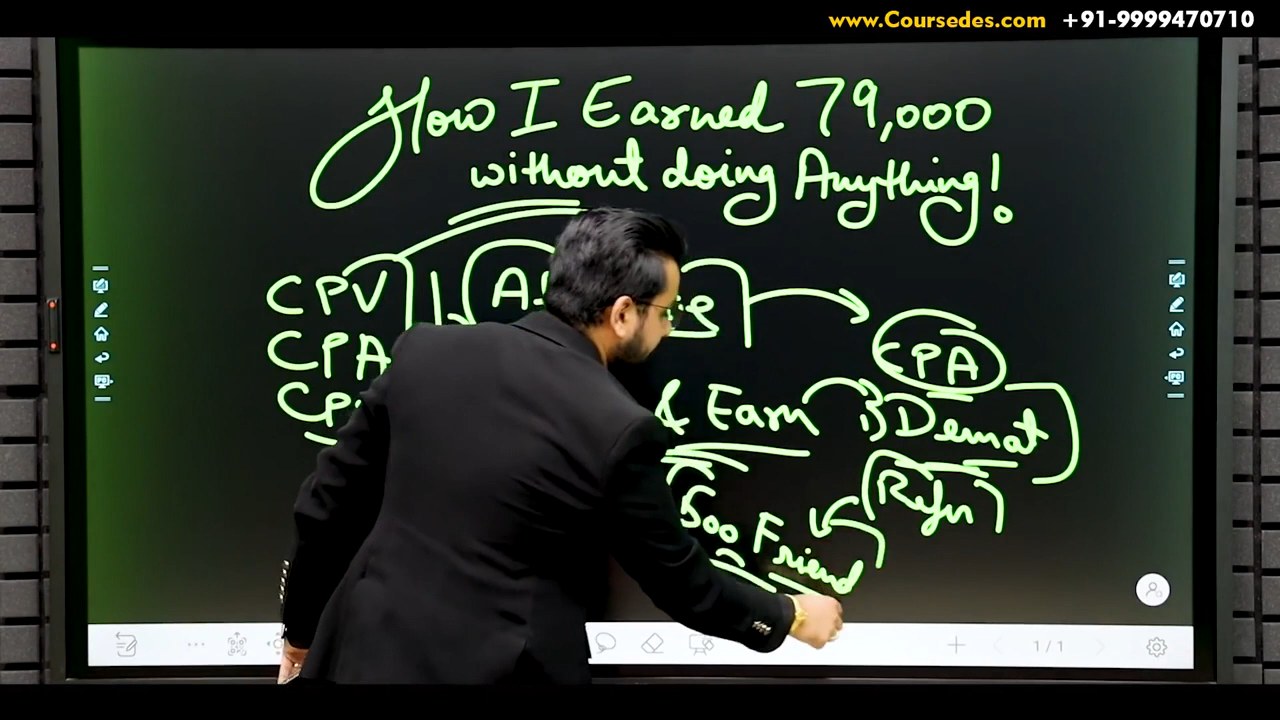 www.Coursedes.com +91-9999470710
How I Earned 79,000
without doing Anything!
CPV
CPA
CPA
& Earn
Demat
Refer
500 Friend
1/1